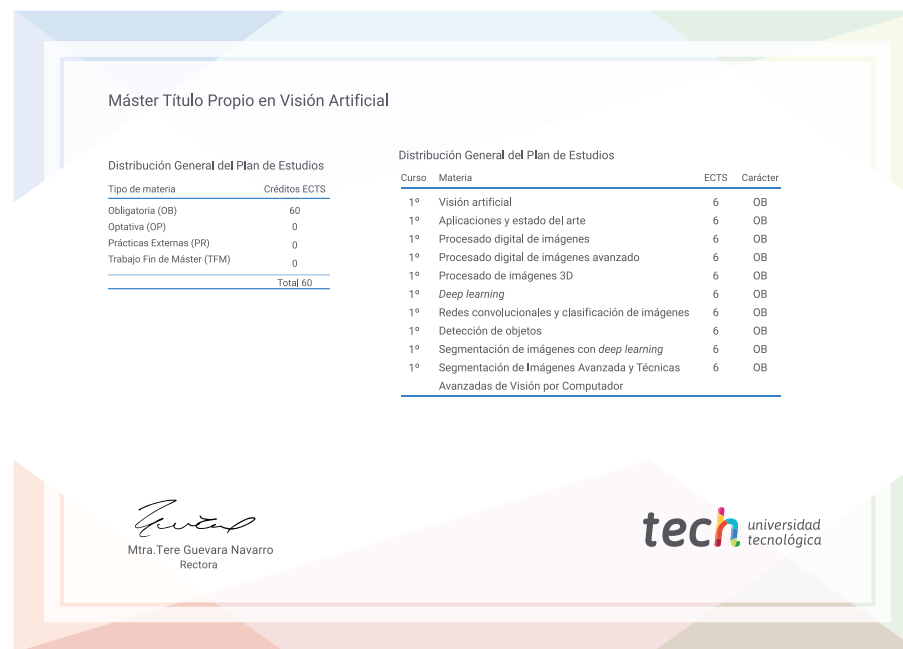 Máster Título Propio en Visión Artificial
Distribución General del Plan de Estudios
Tipo de materia Créditos ECTS
Obligatoria (OB) 60
Optativa (OP) 0
Prácticas Externas (PR) 0
Trabajo Fin de Máster (TFM) 0
Total 60
Distribución General del Plan de Estudios
Curso Materia ECTS Carácter
1º Visión artificial 6 OB
1º Aplicaciones y estado del arte 6 OB
1º Procesado digital de imágenes 6 OB
1º Procesado digital de imágenes avanzado 6 OB
1º Procesado de imágenes 3D 6 OB
1º Deep learning 6 OB
1º Redes convolucionales y clasificación de imágenes 6 OB
1º Detección de objetos 6 OB
1º Segmentación de imágenes con deep learning 6 OB
1º Segmentación de Imágenes Avanzada y Técnicas 6 OB
Avanzadas de Visión por Computador
Mtra.Tere Guevara Navarro
Rectora
tech universidad
tecnológica